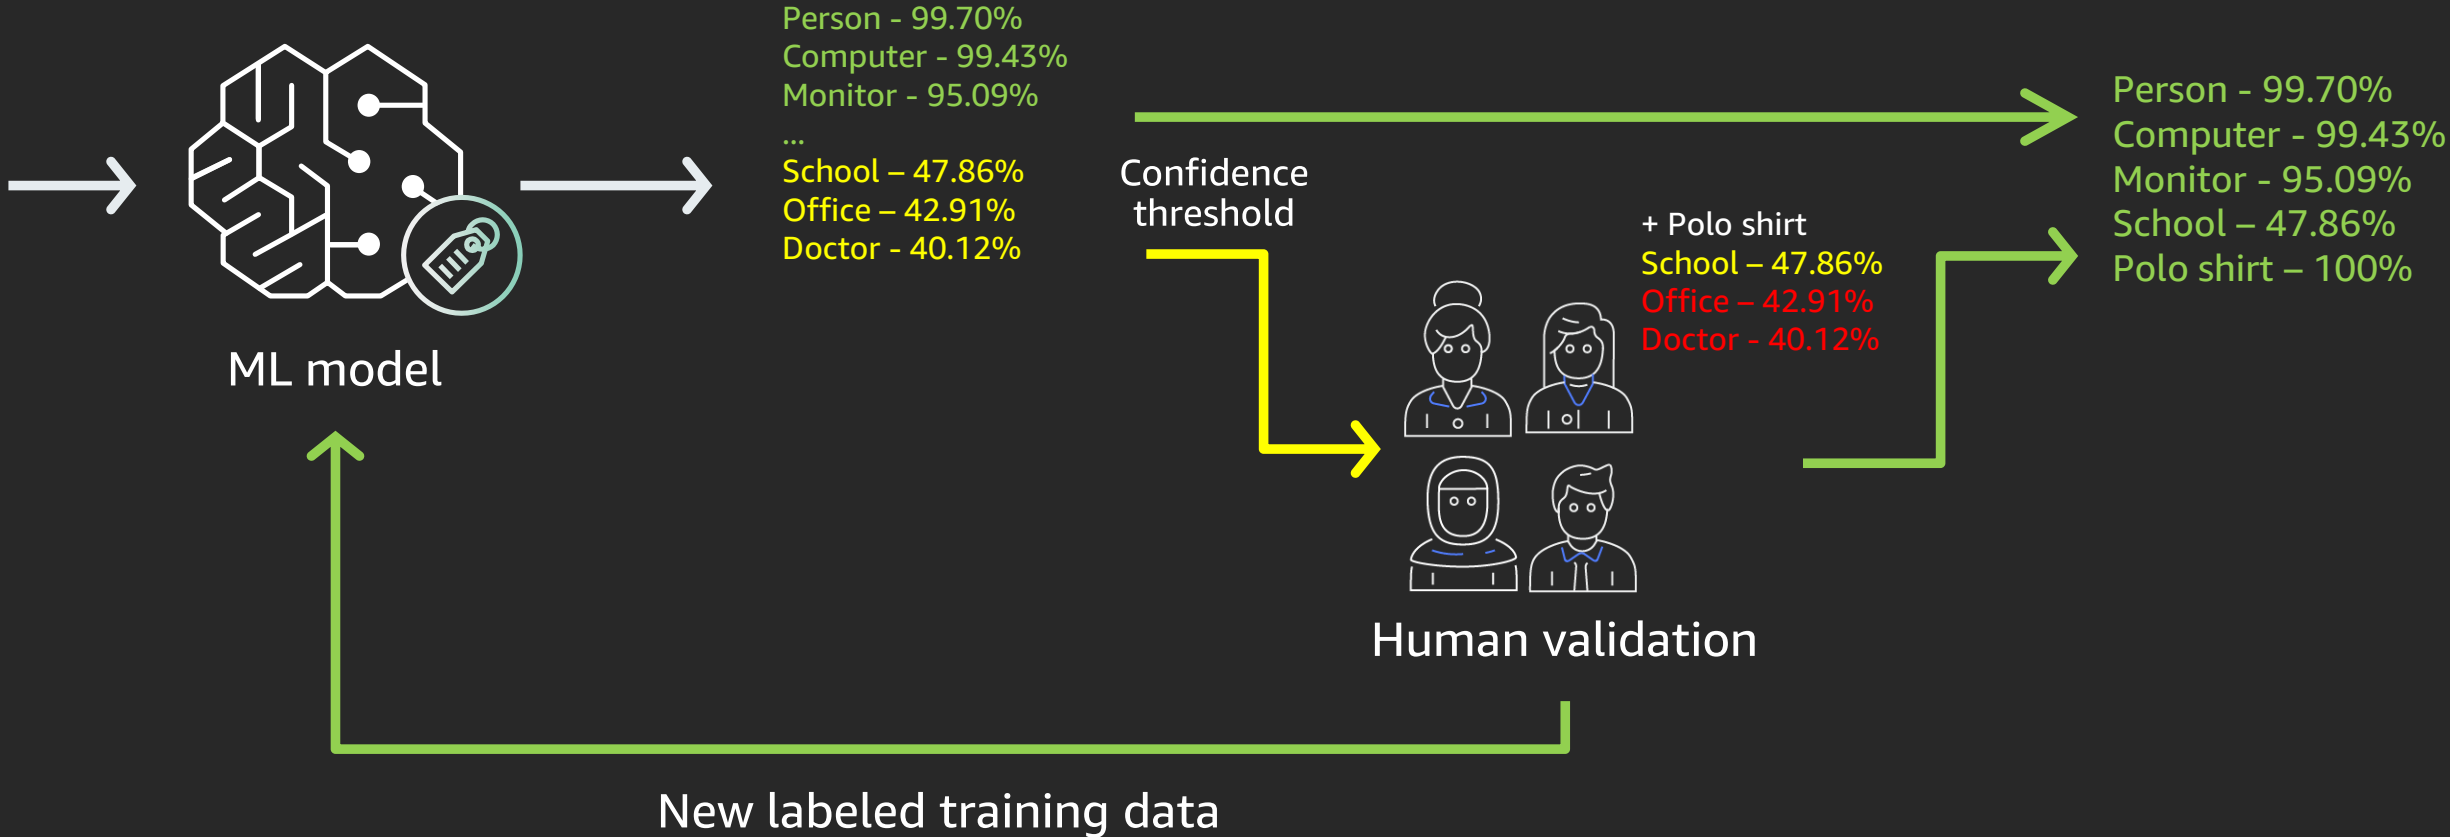 ML model
Person - 99.70%
Computer - 99.43%
Monitor - 95.09%
...
School – 47.86%
Office – 42.91%
Doctor - 40.12%
Confidence
threshold
+ Polo shirt
School – 47.86%
Office – 42.91%
Doctor - 40.12%
Human validation
Person - 99.70%
Computer - 99.43%
Monitor - 95.09%
School – 47.86%
Polo shirt – 100%
New labeled training data